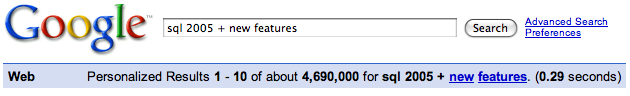 Google™
sql 2005 + new features
Search
Advanced Search
Preferences
Web
Personalized Results 1 - 10 of about 4,690,000 for sql 2005 + new features. (0.29 seconds)